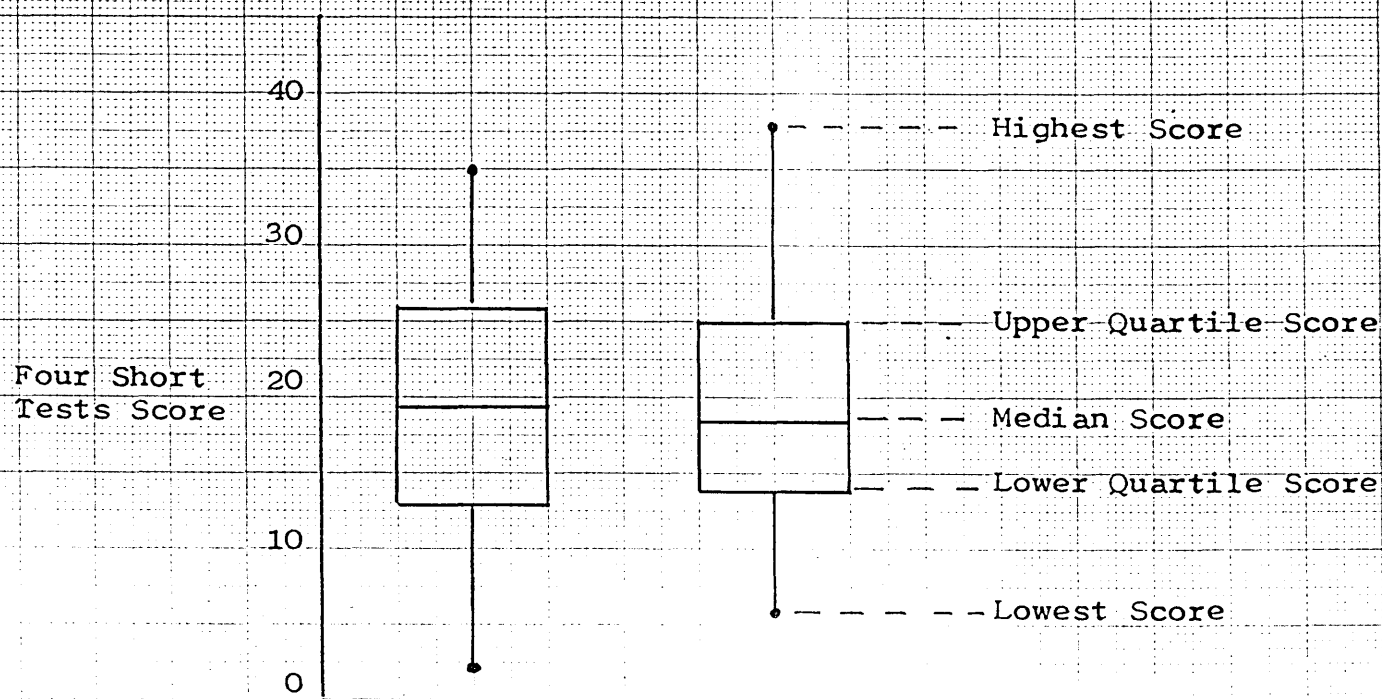 40
Highest Score
30
Upper Quartile Score
Four Short
Tests Score
20
Median Score
Lower Quartile Score
10
Lowest Score
0